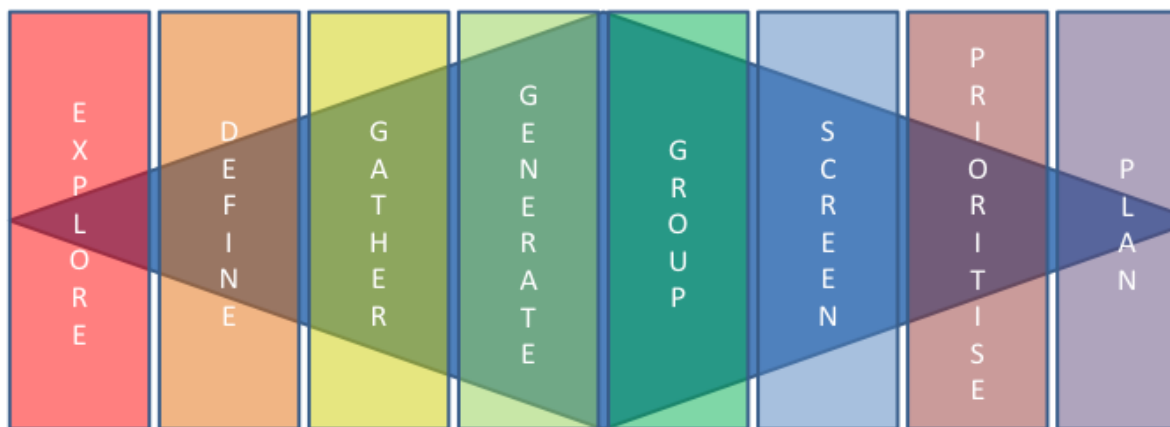 EXPLORE
DEFINE
GATHER
GENERATE
GROUP
SCREEN
PRIORITISE
PLAN